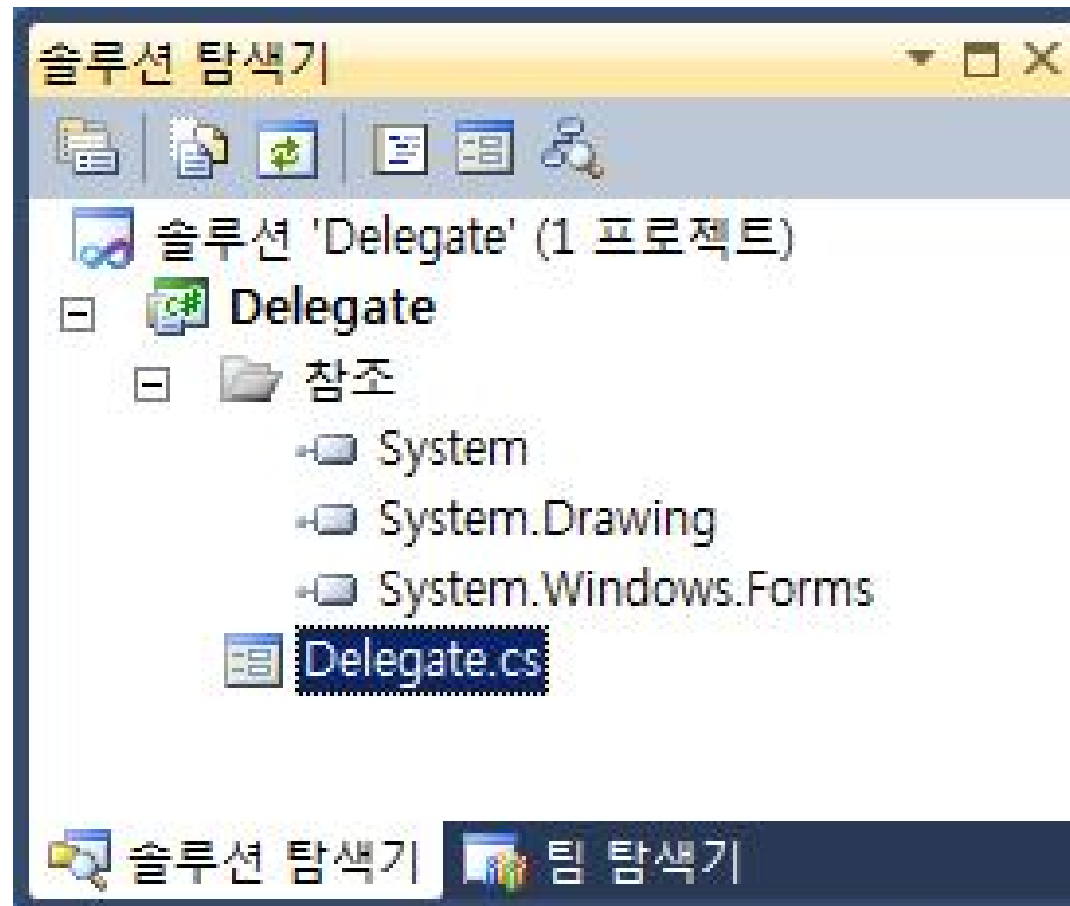 솔루션 탐색기
솔루션 'Delegate' (1 프로젝트)
C# Delegate
참조
System
System.Drawing
System.Windows.Forms
Delegate.cs
솔루션 탐색기 팀 탐색기